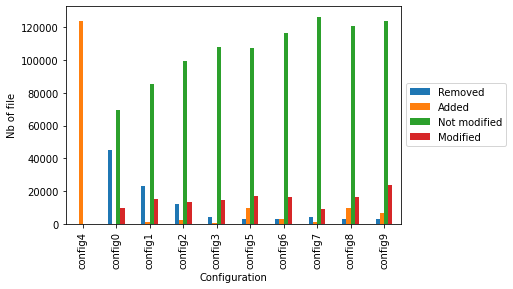 120000
100000
80000
60000
40000
20000
0
Nb of file
config4
config0
config1
config2
config3
config5
config6
config7
config8
config9
Configuration
Removed
Added
Not modified
Modified